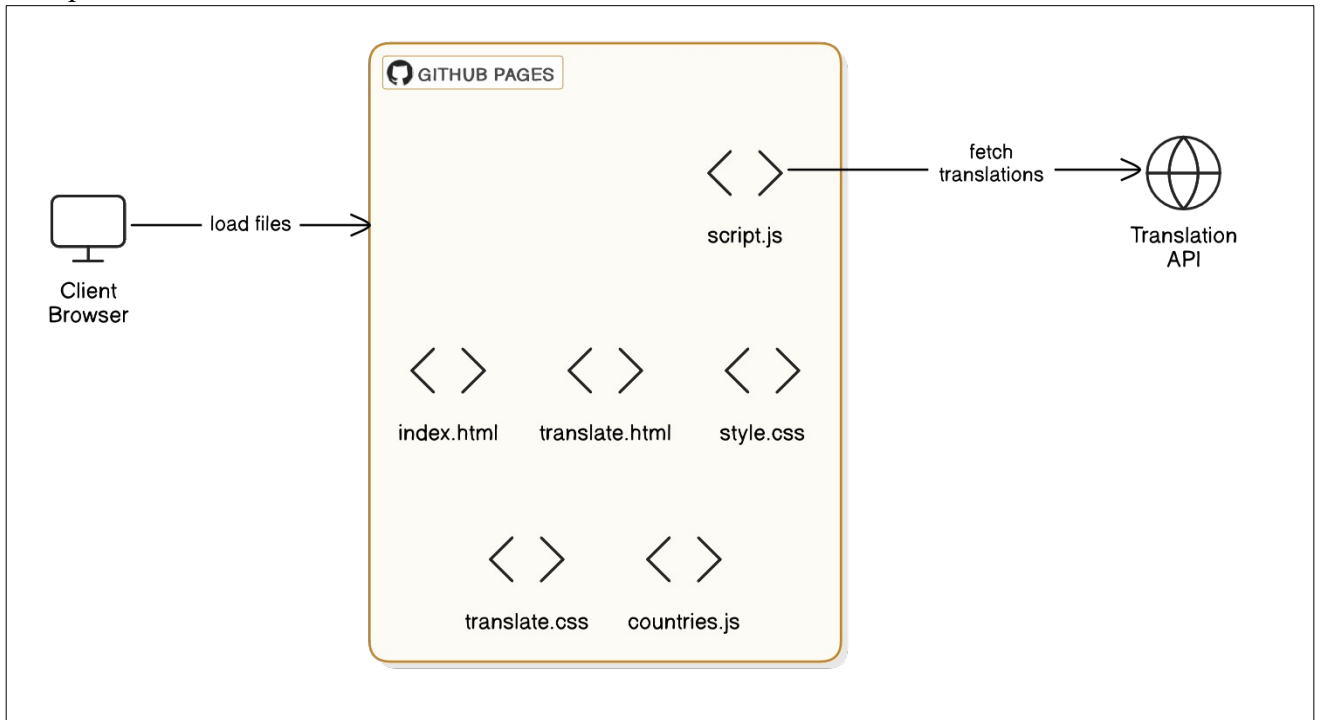 GITHUB PAGES
fetch
translations
script.js
Translation
API
load files
Client
Browser
index.html
translate.html
style.css
translate.css
countries.js